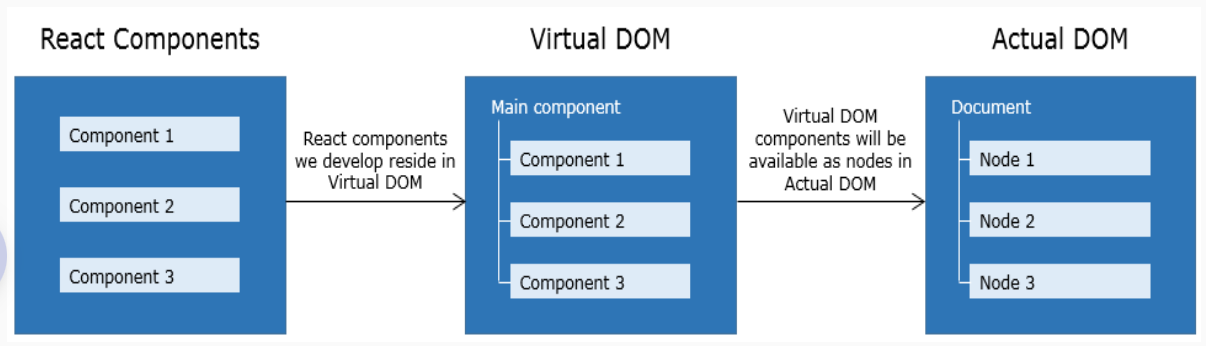 React Components
Component 1
Component 2
Component 3
React components
we develop reside in
Virtual DOM
Virtual DOM
Main component
Component 1
Component 2
Component 3
Virtual DOM
components will be
available as nodes in
Actual DOM
Actual DOM
Document
Node 1
Node 2
Node 3